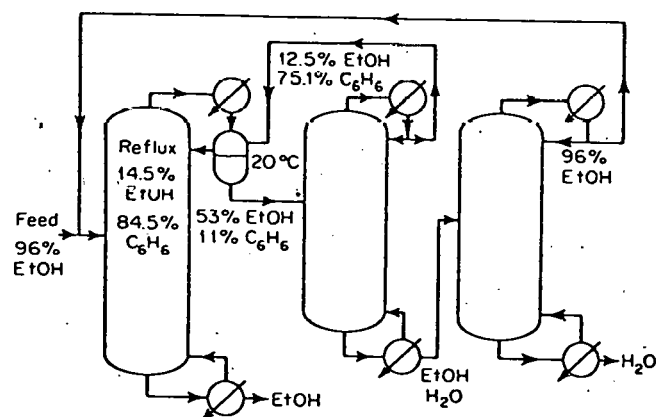 12.5% EtOH
75.1% C₆H₆
Reflux
14.5%
EtUH
84.5%
C₆H₆
20°C
96%
EtOH
Feed
96%
EtOH
53% EtOH
11% C₆H₆
EtOH
EtOH
H₂O
H₂O